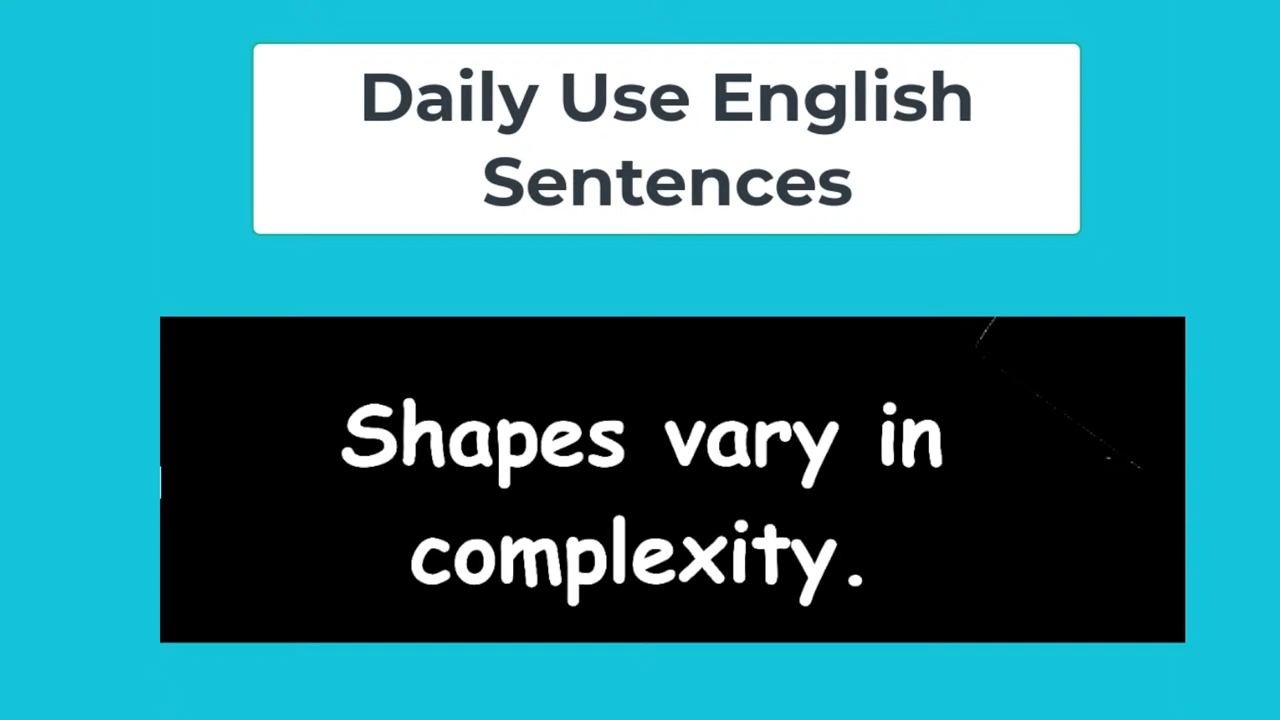 Daily Use English
Sentences
Shapes vary in
complexity.